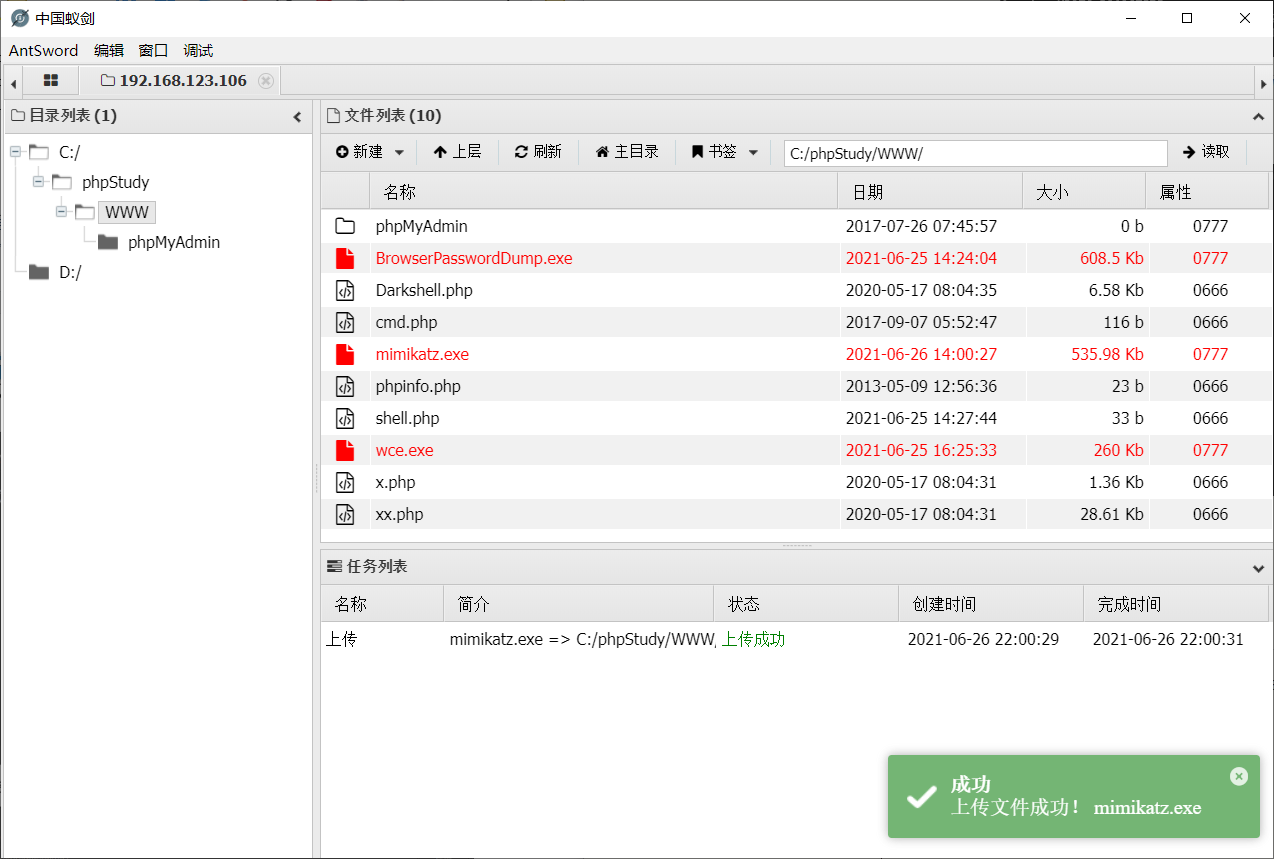 中国蚁剑
AntSword 编辑 窗口 调试
192.168.123.106
目录列表 (1)
C:/
phpStudy
WWW
phpMyAdmin
D:/
文件列表 (10)
新建 上层 刷新 主目录 书签 C:/phpStudy/WWW/ 读取
名称 日期 大小 属性
phpMyAdmin 2017-07-26 07:45:57 0 b 0777
BrowserPasswordDump.exe 2021-06-25 14:24:04 608.5 Kb 0777
Darkshell.php 2020-05-17 08:04:35 6.58 Kb 0666
cmd.php 2017-09-07 05:52:47 116 b 0666
mimikatz.exe 2021-06-26 14:00:27 535.98 Kb 0777
phpinfo.php 2013-05-09 12:56:36 23 b 0666
shell.php 2021-06-25 14:27:44 33 b 0666
wce.exe 2021-06-25 16:25:33 260 Kb 0777
x.php 2020-05-17 08:04:31 1.36 Kb 0666
xx.php 2020-05-17 08:04:31 28.61 Kb 0666
任务列表
名称 简介 状态 创建时间 完成时间
上传 mimikatz.exe => C:/phpStudy/WWW, 上传成功 2021-06-26 22:00:29 2021-06-26 22:00:31
成功
上传文件成功！ mimikatz.exe